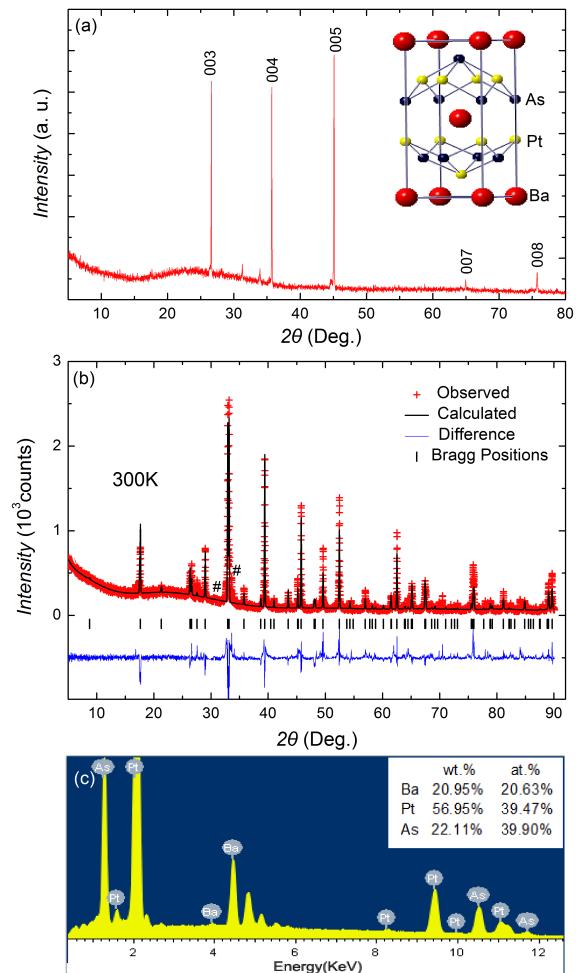 (a)
003
004
005
007
008
As
Pt
Ba
Intensity (a. u.)
5 10 20 30 40 50 60 70 80
2θ (Deg.)
(b)
3
2
1
0
300K
#
#
Observed
Calculated
Difference
Bragg Positions
Intensity (10³counts)
10 20 30 40 50 60 70 80 90
2θ (Deg.)
(c)
As
Pt
Pt
Ba
Ba
Pt
Pt
Pt
As
Pt
As
wt.% at.%
Ba 20.95% 20.63%
Pt 56.95% 39.47%
As 22.11% 39.90%
2 4 6 8 10 12
Energy(KeV)